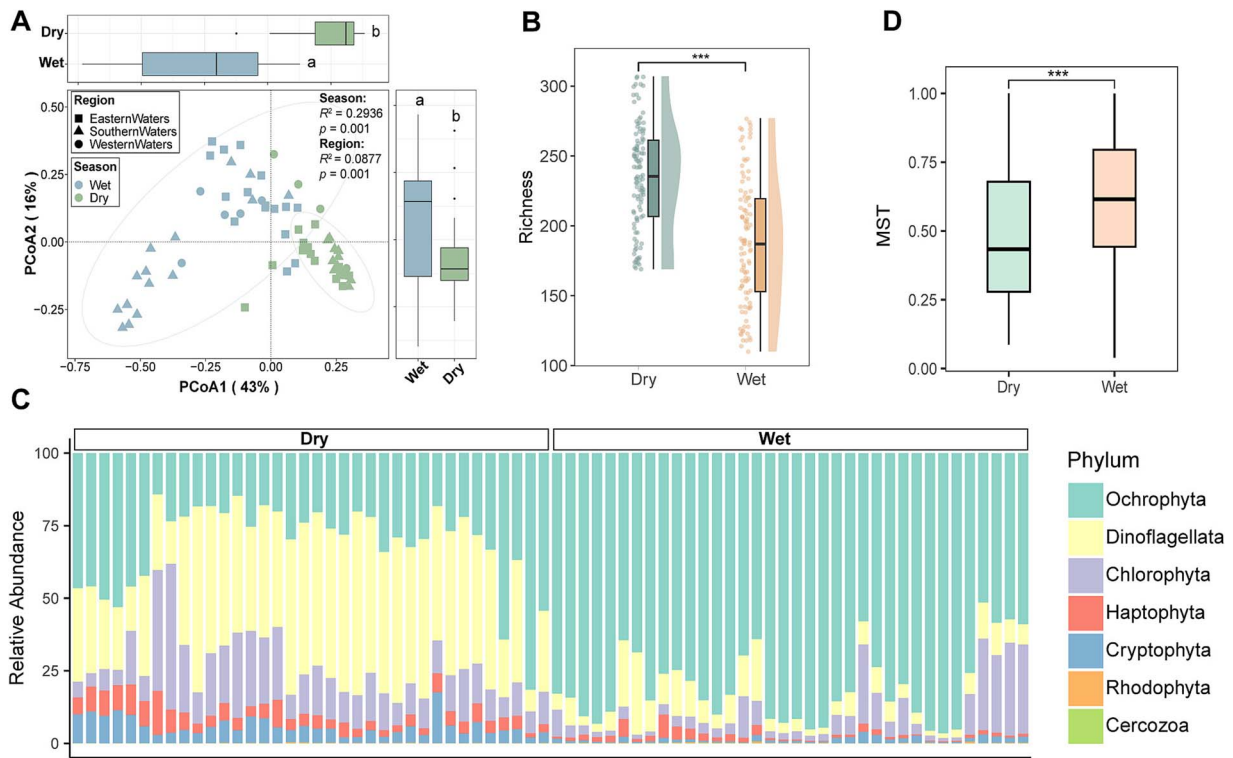 A
Dry
b
Wet
a
0.50
0.25
0.00
−0.25
PCoA2 ( 16% )
Region
EasternWaters
SouthernWaters
WesternWaters
Season
Wet
Dry
Season:
R² = 0.2936
p = 0.001
Region:
R² = 0.0877
p = 0.001
−0.75
−0.50
−0.25
0.00
0.25
PCoA1 ( 43% )
a
b
Wet
Dry
B
***
300
250
200
150
100
Richness
Dry
Wet
D
***
1.00
0.75
0.50
0.25
0.00
MST
Dry
Wet
C
Dry
Wet
100
75
50
25
0
Relative Abundance
Phylum
Ochrophyta
Dinoflagellata
Chlorophyta
Haptophyta
Cryptophyta
Rhodophyta
Cercozoa